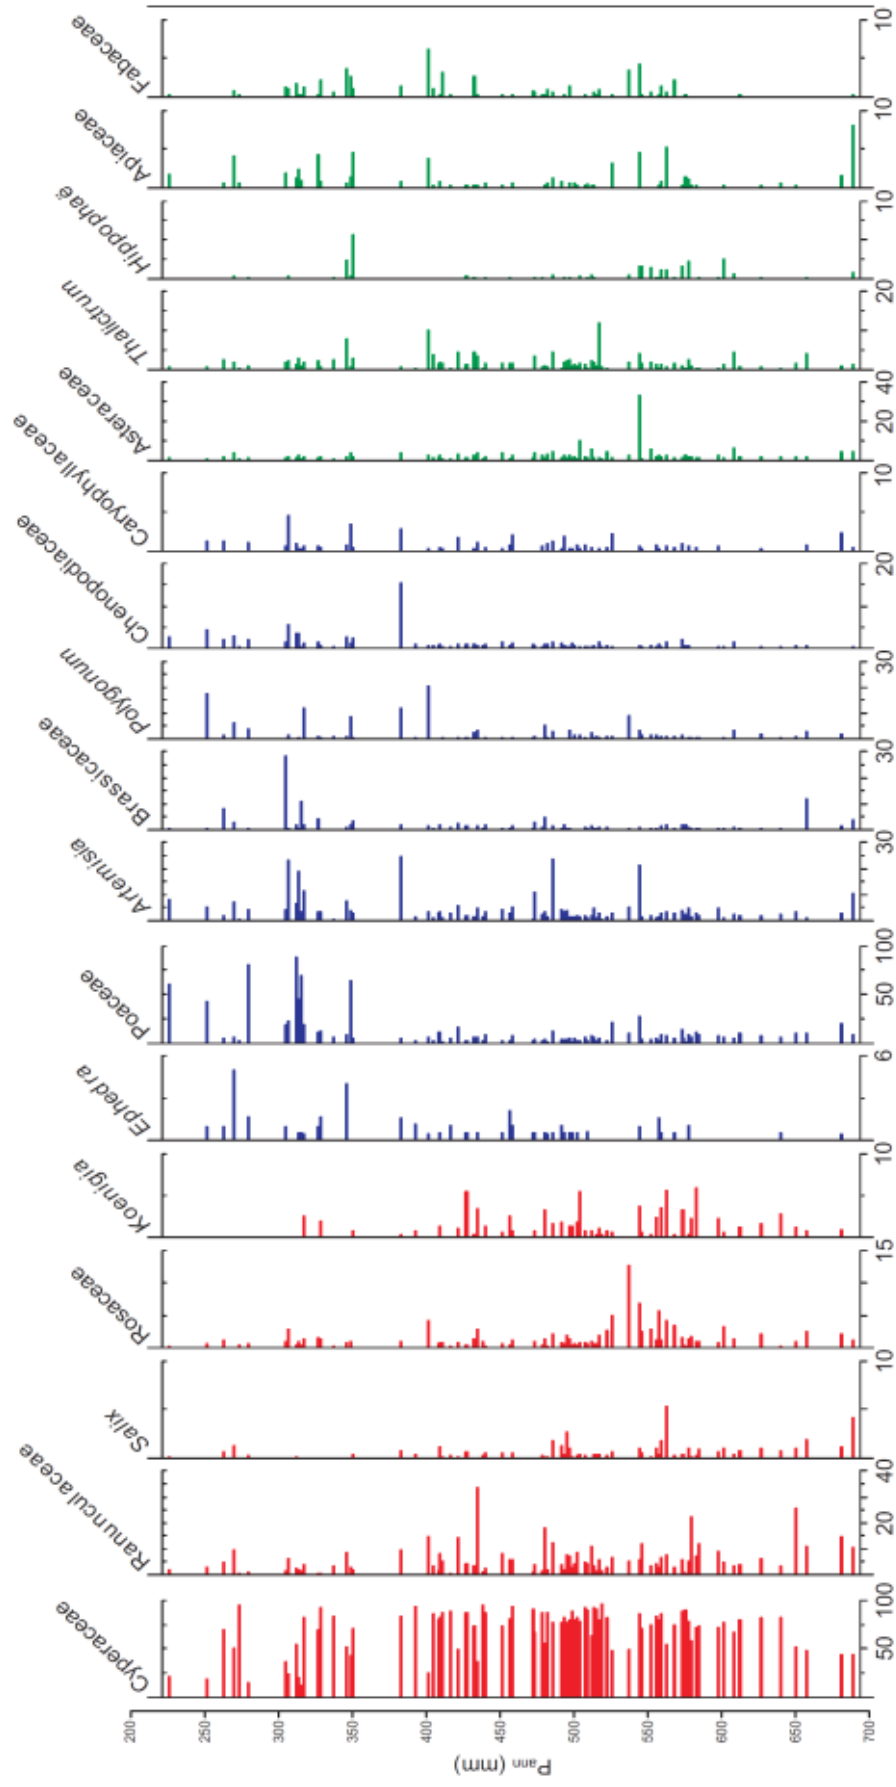 Fabaceae
10
Apiaceae
10
Hippophaë
10
Thalictrum
20
Asteraceae
20
40
Caryophyllaceae
10
Chenopodiaceae
20
Polygonum
30
Brassicaceae
30
Artemisia
30
Poaceae
50
100
Ephedra
6
Koenigia
10
Rosaceae
15
Salix
10
Ranunculaceae
20
40
Cyperaceae
50
100
200
250
300
350
400
450
500
550
600
650
700
Pann (mm)